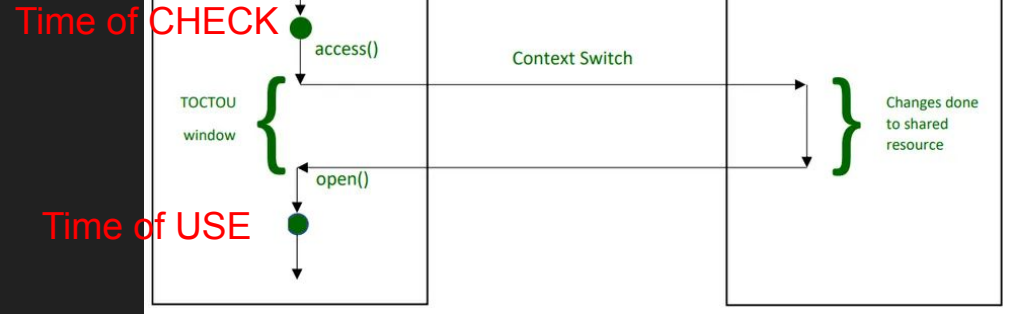 Time of CHECK
access()
Context Switch
TOCTOU
window
Changes done
to shared
resource
open()
Time of USE